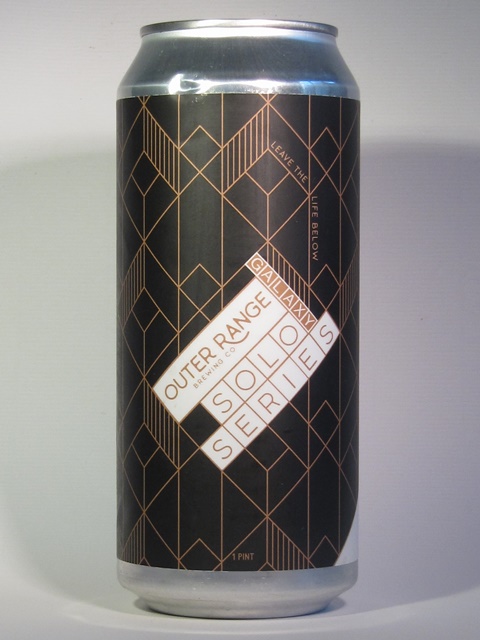 LEAVE THE
LIFE BELOW
GALAXY
OUTER RANGE
BREWING CO
SOLO
SERIES
1 PINT